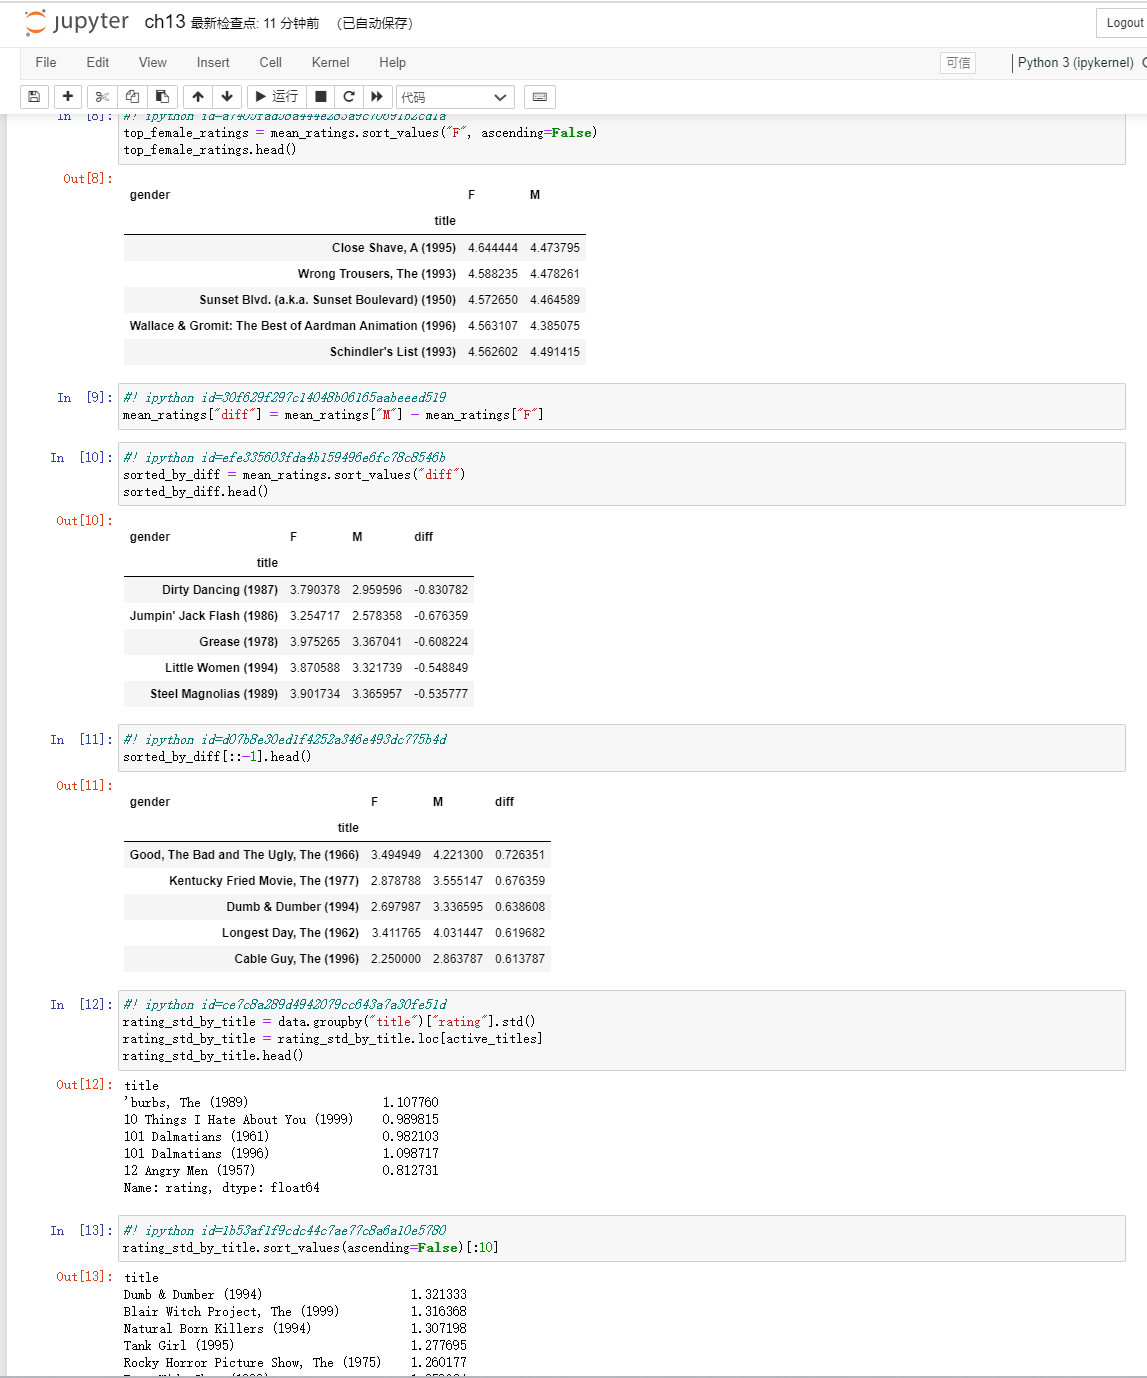 jupyter ch13 最新检查点: 11 分钟前 (已自动保存)
Logout
File Edit View Insert Cell Kernel Help
可信
Python 3 (ipykernel)
运行
代码
In [8]:
top_female_ratings = mean_ratings.sort_values("F", ascending=False)
top_female_ratings.head()
Out[8]:
gender F M
title
Close Shave, A (1995) 4.644444 4.473795
Wrong Trousers, The (1993) 4.588235 4.478261
Sunset Blvd. (a.k.a. Sunset Boulevard) (1950) 4.572650 4.464589
Wallace & Gromit: The Best of Aardman Animation (1996) 4.563107 4.385075
Schindler's List (1993) 4.562602 4.491415
In [9]:
#! ipython id=30f629f297c14048b06165aabeeed519
mean_ratings["diff"] = mean_ratings["M"] - mean_ratings["F"]
In [10]:
#! ipython id=efe335603fda4b159496e6fc78c8546b
sorted_by_diff = mean_ratings.sort_values("diff")
sorted_by_diff.head()
Out[10]:
gender F M diff
title
Dirty Dancing (1987) 3.790378 2.959596 -0.830782
Jumpin' Jack Flash (1986) 3.254717 2.578358 -0.676359
Grease (1978) 3.975265 3.367041 -0.608224
Little Women (1994) 3.870588 3.321739 -0.548849
Steel Magnolias (1989) 3.901734 3.365957 -0.535777
In [11]:
#! ipython id=d07b8e30ed1f4252a346e493dc775b4d
sorted_by_diff[::-1].head()
Out[11]:
gender F M diff
title
Good, The Bad and The Ugly, The (1966) 3.494949 4.221300 0.726351
Kentucky Fried Movie, The (1977) 2.878788 3.555147 0.676359
Dumb & Dumber (1994) 2.697987 3.336595 0.638608
Longest Day, The (1962) 3.411765 4.031447 0.619682
Cable Guy, The (1996) 2.250000 2.863787 0.613787
In [12]:
#! ipython id=ce7c8a289d4942079cc643a7a30fe51d
rating_std_by_title = data.groupby("title")["rating"].std()
rating_std_by_title = rating_std_by_title.loc[active_titles]
rating_std_by_title.head()
Out[12]:
title
'burbs, The (1989) 1.107760
10 Things I Hate About You (1999) 0.989815
101 Dalmatians (1961) 0.982103
101 Dalmatians (1996) 1.098717
12 Angry Men (1957) 0.812731
Name: rating, dtype: float64
In [13]:
#! ipython id=1b53af1f9cdc44c7ae77c8a6a10e5780
rating_std_by_title.sort_values(ascending=False)[:10]
Out[13]:
title
Dumb & Dumber (1994) 1.321333
Blair Witch Project, The (1999) 1.316368
Natural Born Killers (1994) 1.307198
Tank Girl (1995) 1.277695
Rocky Horror Picture Show, The (1975) 1.260177